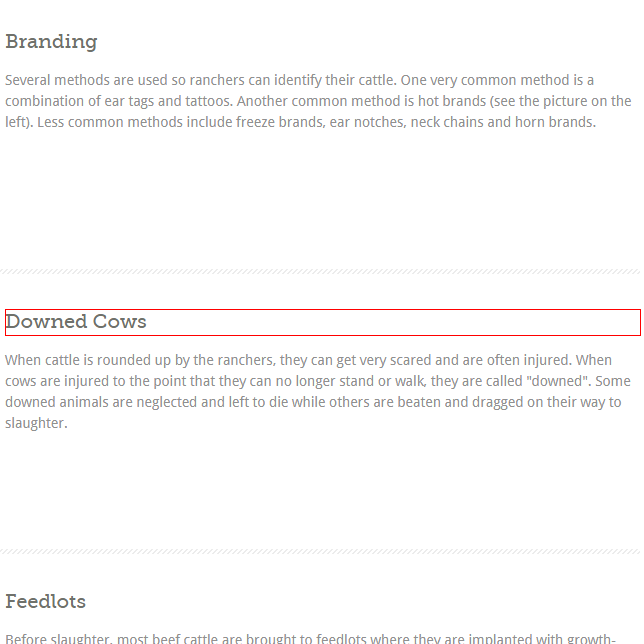 Branding
Several methods are used so ranchers can identify their cattle. One very common method is a
combination of ear tags and tattoos. Another common method is hot brands (see the picture on the
left). Less common methods include freeze brands, ear notches, neck chains and horn brands.
Downed Cows
When cattle is rounded up by the ranchers, they can get very scared and are often injured. When
cows are injured to the point that they can no longer stand or walk, they are called "downed". Some
downed animals are neglected and left to die while others are beaten and dragged on their way to
slaughter.
Feedlots
Before slaughter, most beef cattle are brought to feedlots where they are implanted with growth-